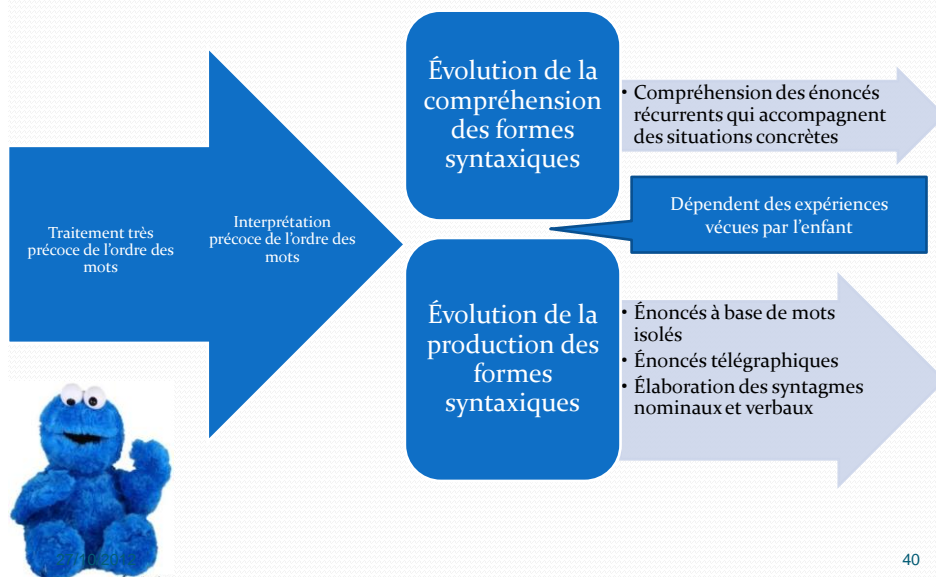 Traitement très
précoce de l'ordre des
mots
Interprétation
précoce de l'ordre des
mots
Évolution de la
compréhension
des formes
syntaxiques
• Compréhension des énoncés
récurrents qui accompagnent
des situations concrètes
Dépendent des expériences
vécues par l'enfant
Évolution de la
production des
formes
syntaxiques
• Énoncés à base de mots
isolés
• Énoncés télégraphiques
• Élaboration des syntagmes
nominaux et verbaux
40